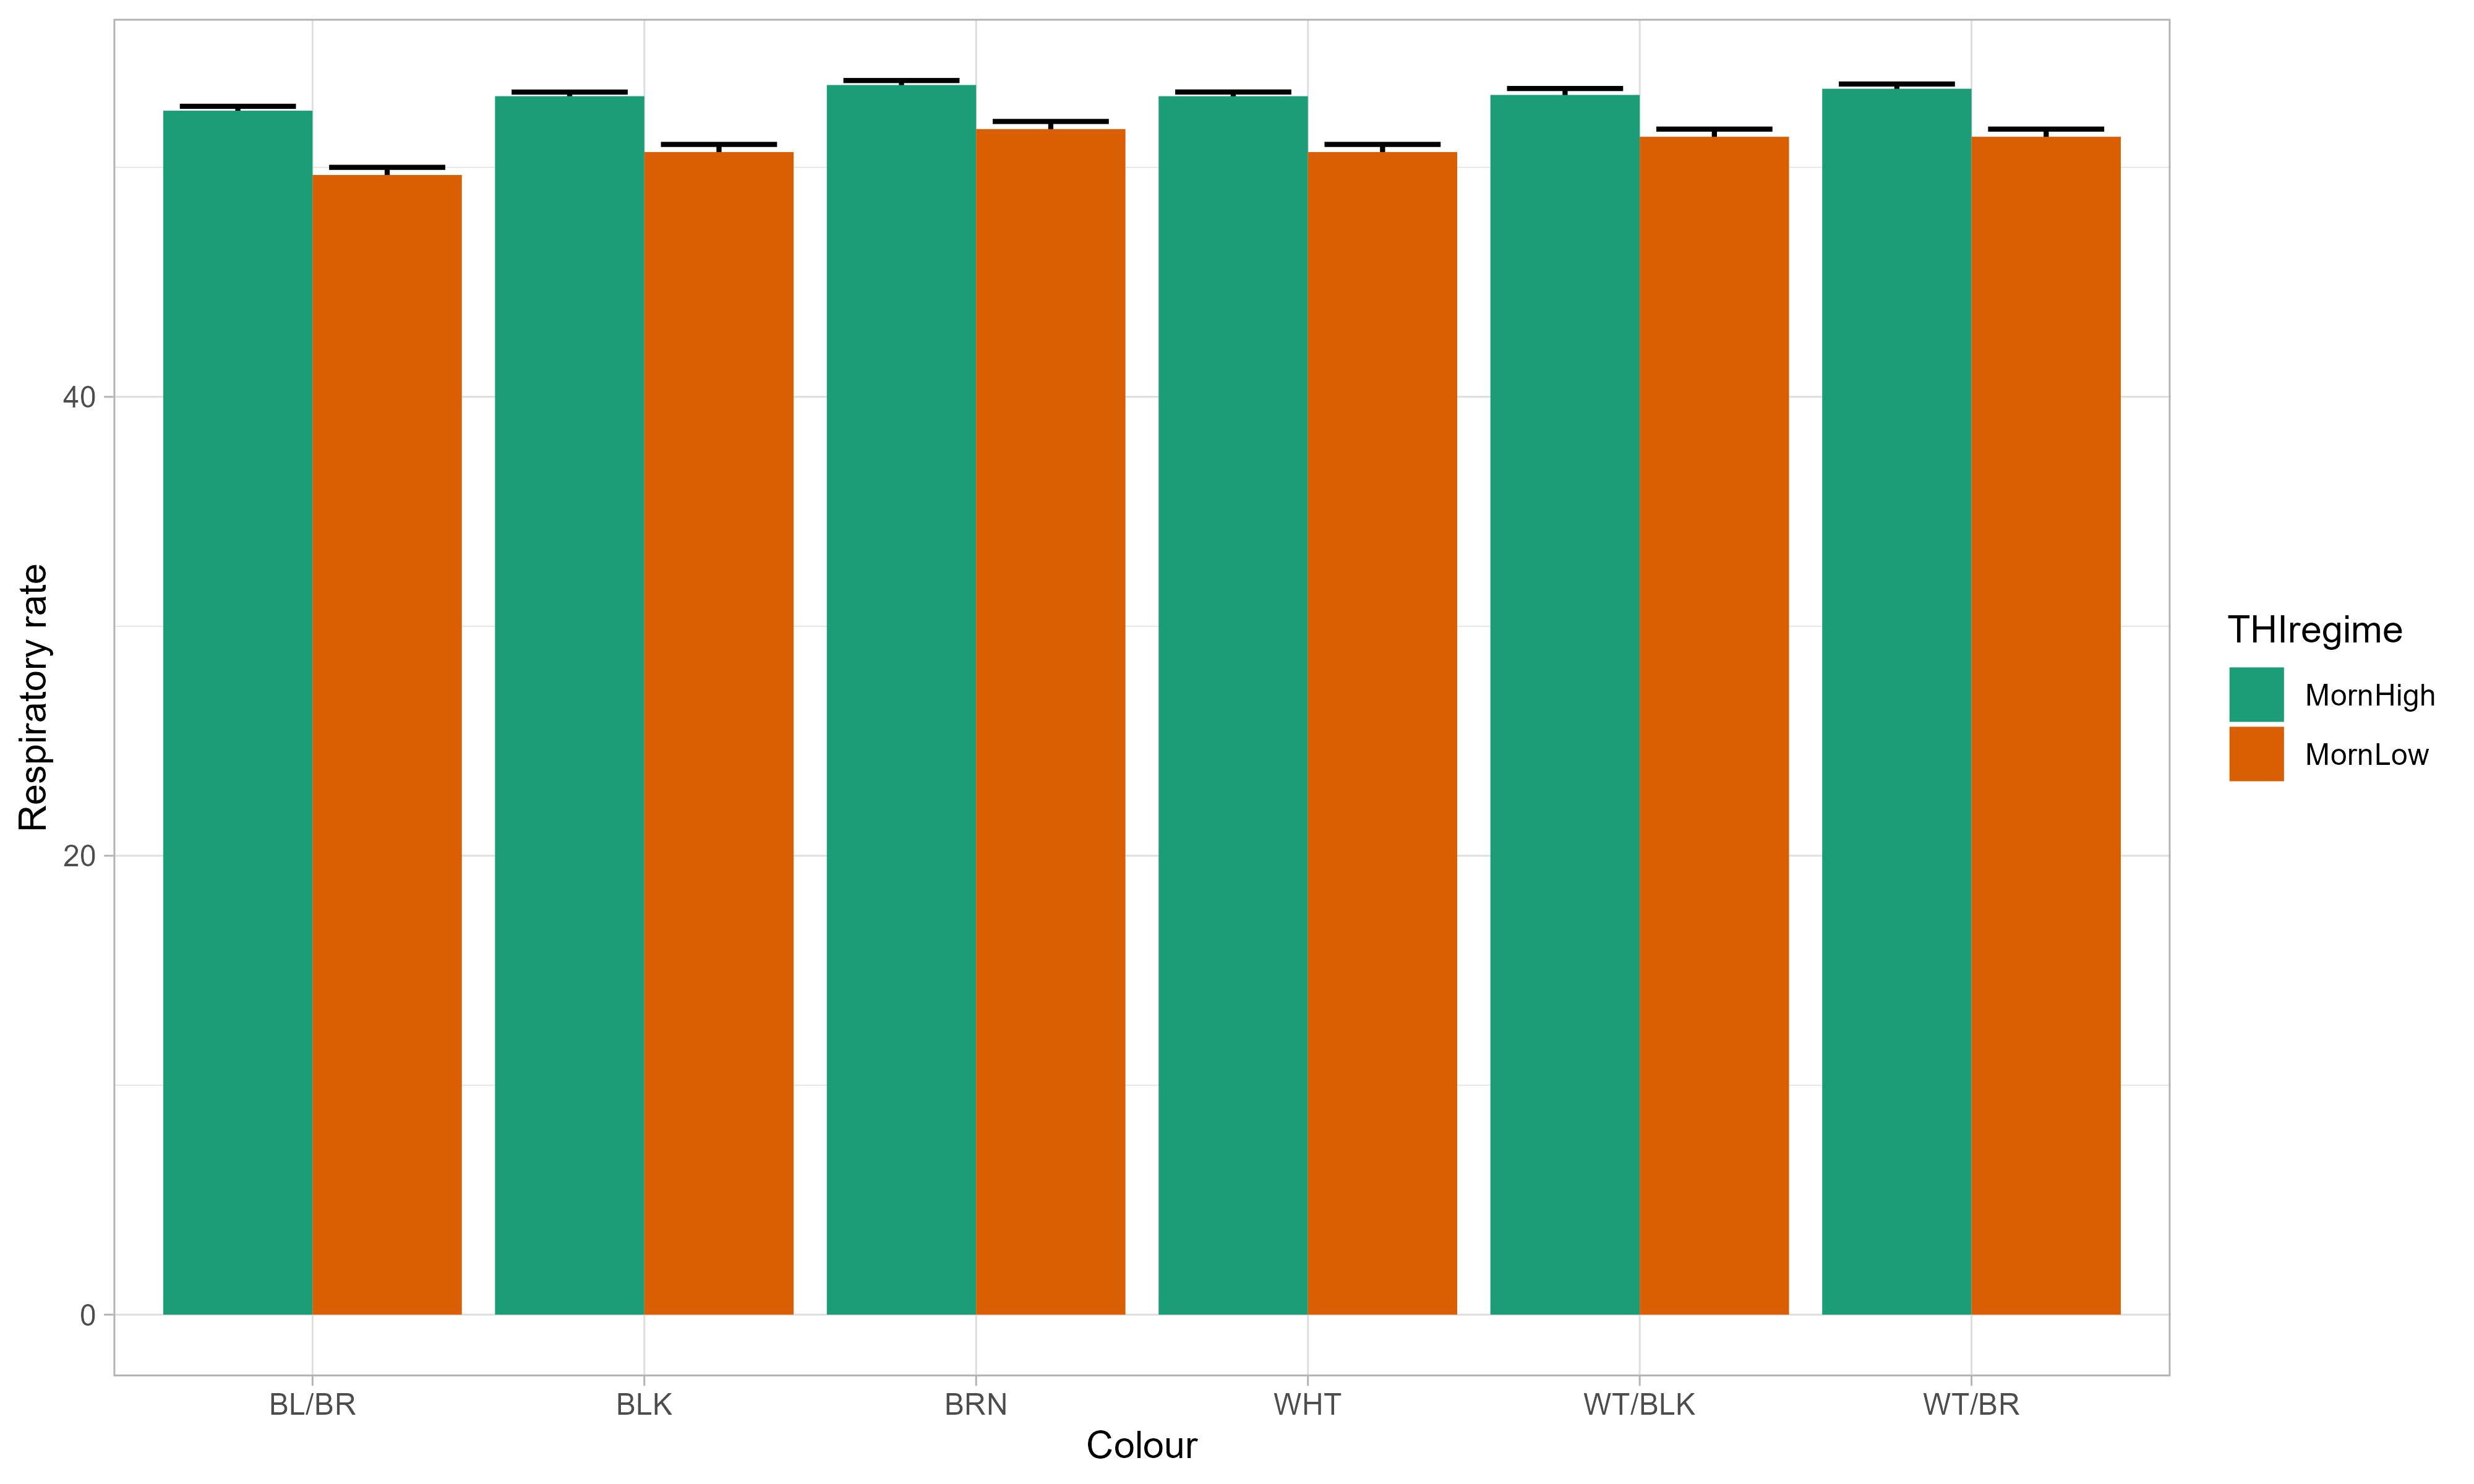 Respiratory rate
40
20
0
BL/BR
BLK
BRN
WHT
WT/BLK
WT/BR
Colour
THIregime
MornHigh
MornLow